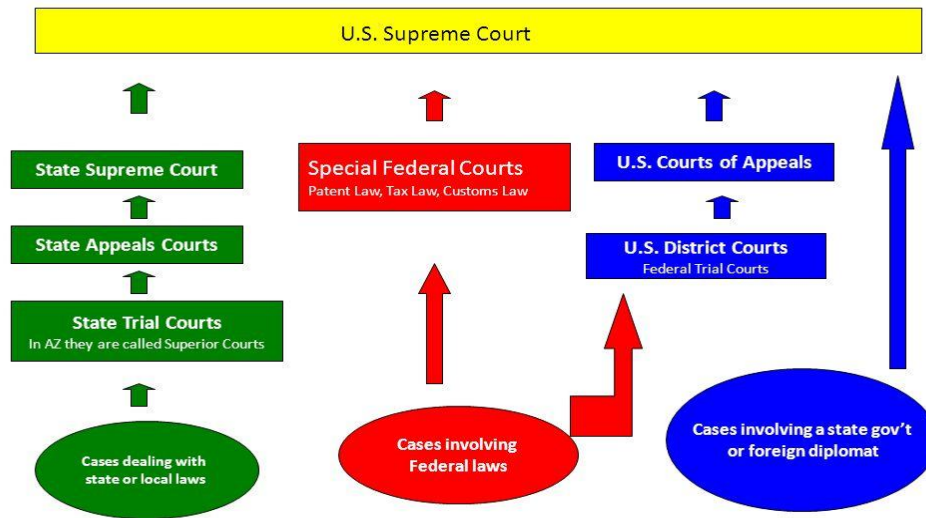 U.S. Supreme Court
State Supreme Court
Special Federal Courts
Patent Law, Tax Law, Customs Law
U.S. Courts of Appeals
State Appeals Courts
U.S. District Courts
Federal Trial Courts
State Trial Courts
In AZ they are called Superior Courts
Cases dealing with
state or local laws
Cases involving
Federal laws
Cases involving a state gov't
or foreign diplomat